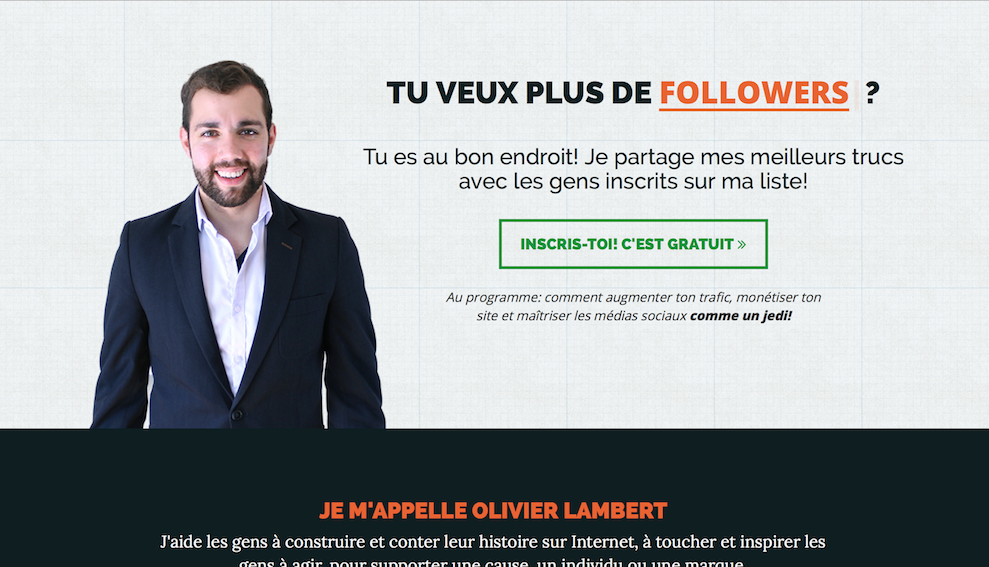 TU VEUX PLUS DE FOLLOWERS ?
Tu es au bon endroit! Je partage mes meilleurs trucs
avec les gens inscrits sur ma liste!
INSCRIS-TOI! C'EST GRATUIT »
Au programme: comment augmenter ton trafic, monétiser ton
site et maîtriser les médias sociaux comme un jedi!
JE M'APPELLE OLIVIER LAMBERT
J'aide les gens à construire et conter leur histoire sur Internet, à toucher et inspirer les
gens à agir, pour supporter une cause, un individu ou une marque.